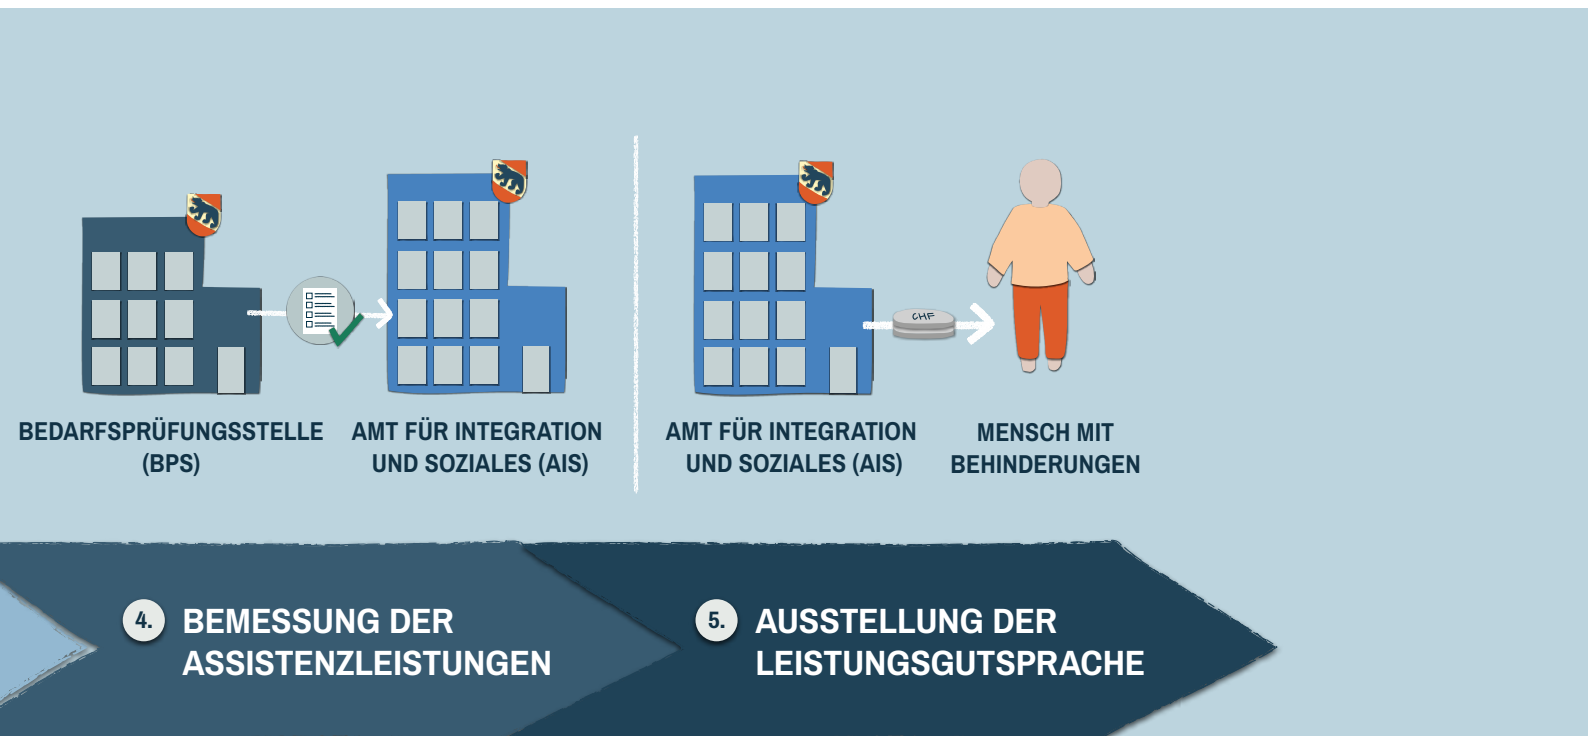 CHF
BEDARFSPRÜFUNGSSTELLE
(BPS)
AMT FÜR INTEGRATION
UND SOZIALES (AIS)
AMT FÜR INTEGRATION
UND SOZIALES (AIS)
MENSCH MIT
BEHINDERUNGEN
4. BEMESSUNG DER
ASSISTENZLEISTUNGEN
5. AUSSTELLUNG DER
LEISTUNGSGUTSPRACHE